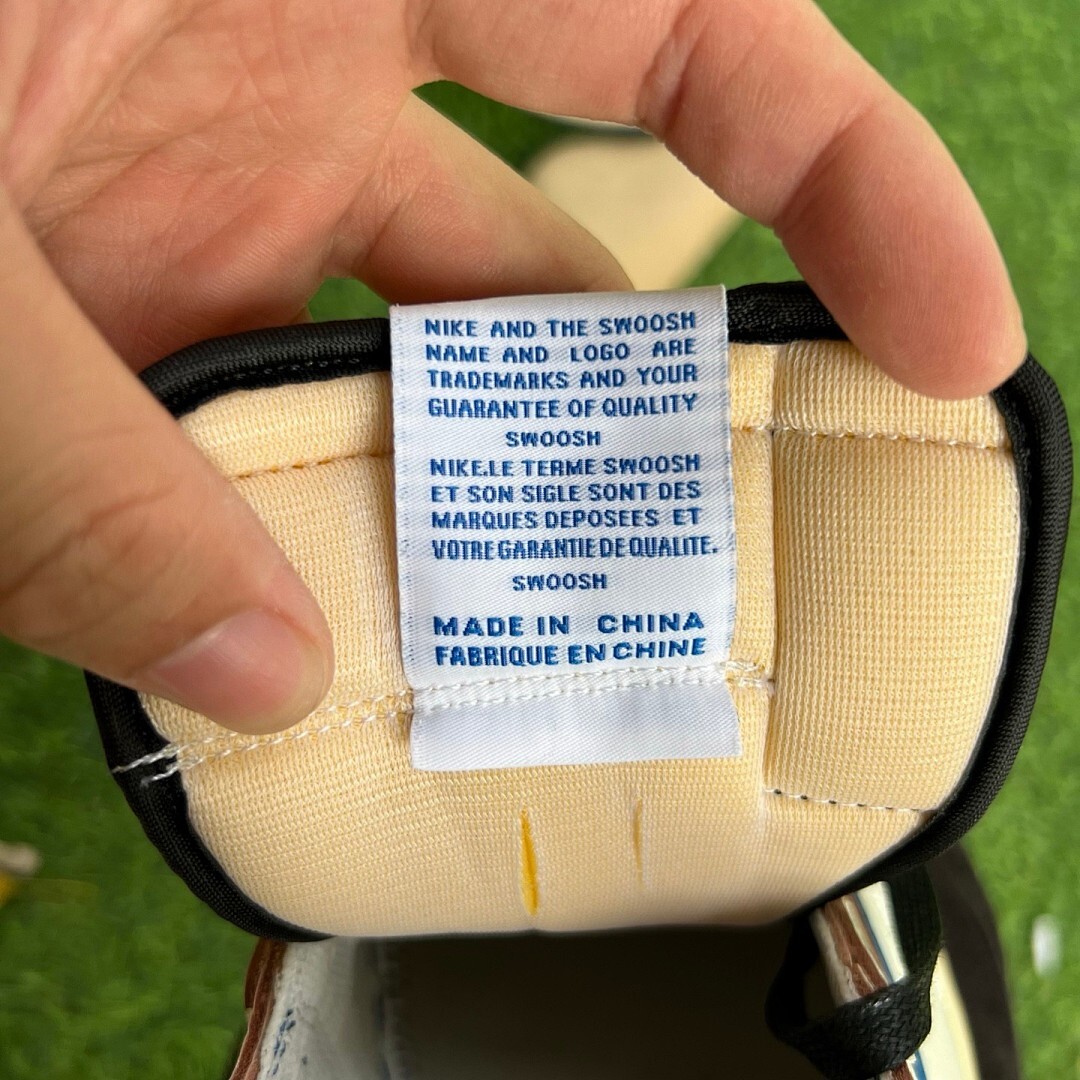 NIKE AND THE SWOOSH
NAME AND LOGO ARE
TRADEMARKS AND YOUR
GUARANTEE OF QUALITY
SWOOSH
NIKE.LE TERME SWOOSH
ET SON SIGLE SONT DES
MARQUES DEPOSEES ET
VOTRE GARANTIE DE QUALITE.
SWOOSH
MADE IN CHINA
FABRIQUE EN CHINE